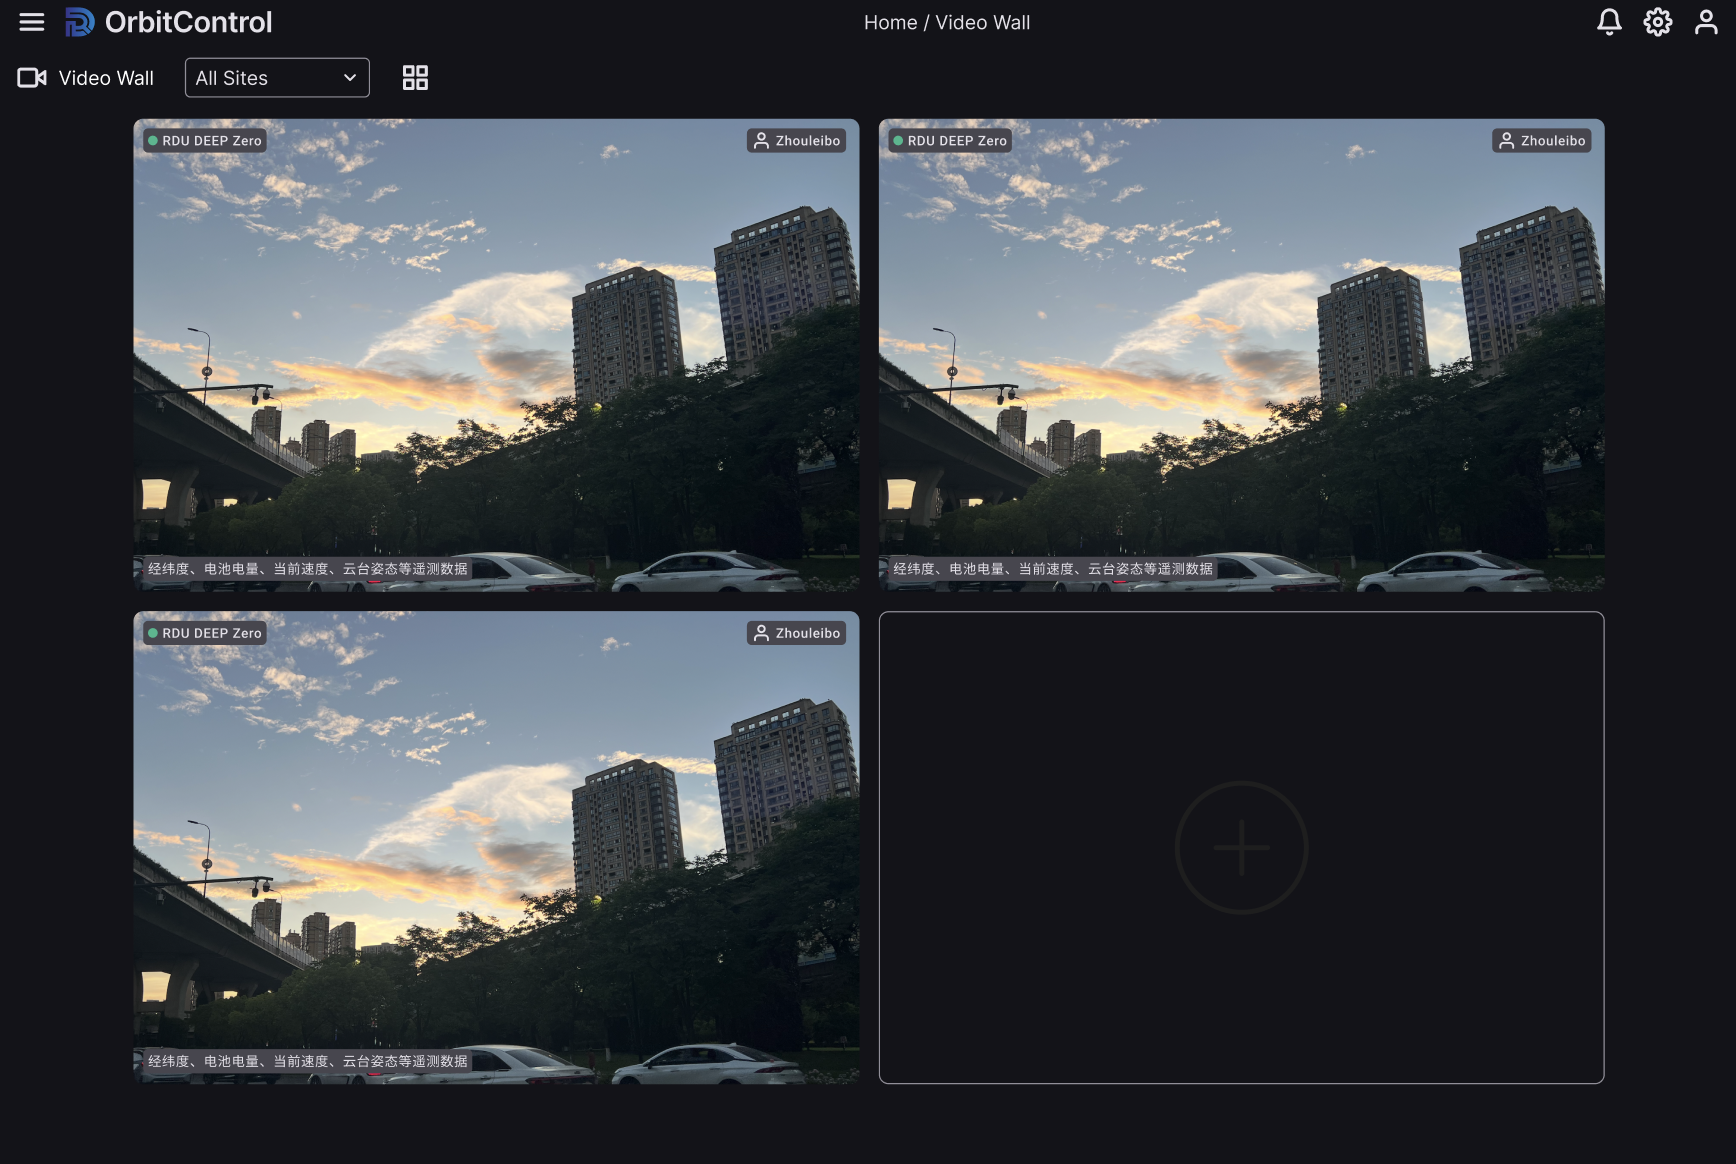 OrbitControl
Home / Video Wall
Video Wall
All Sites
RDU DEEP Zero
Zhouleibo
RDU DEEP Zero
Zhouleibo
经纬度、电池电量、当前速度、云台姿态等遥测数据
经纬度、电池电量、当前速度、云台姿态等遥测数据
RDU DEEP Zero
Zhouleibo
经纬度、电池电量、当前速度、云台姿态等遥测数据